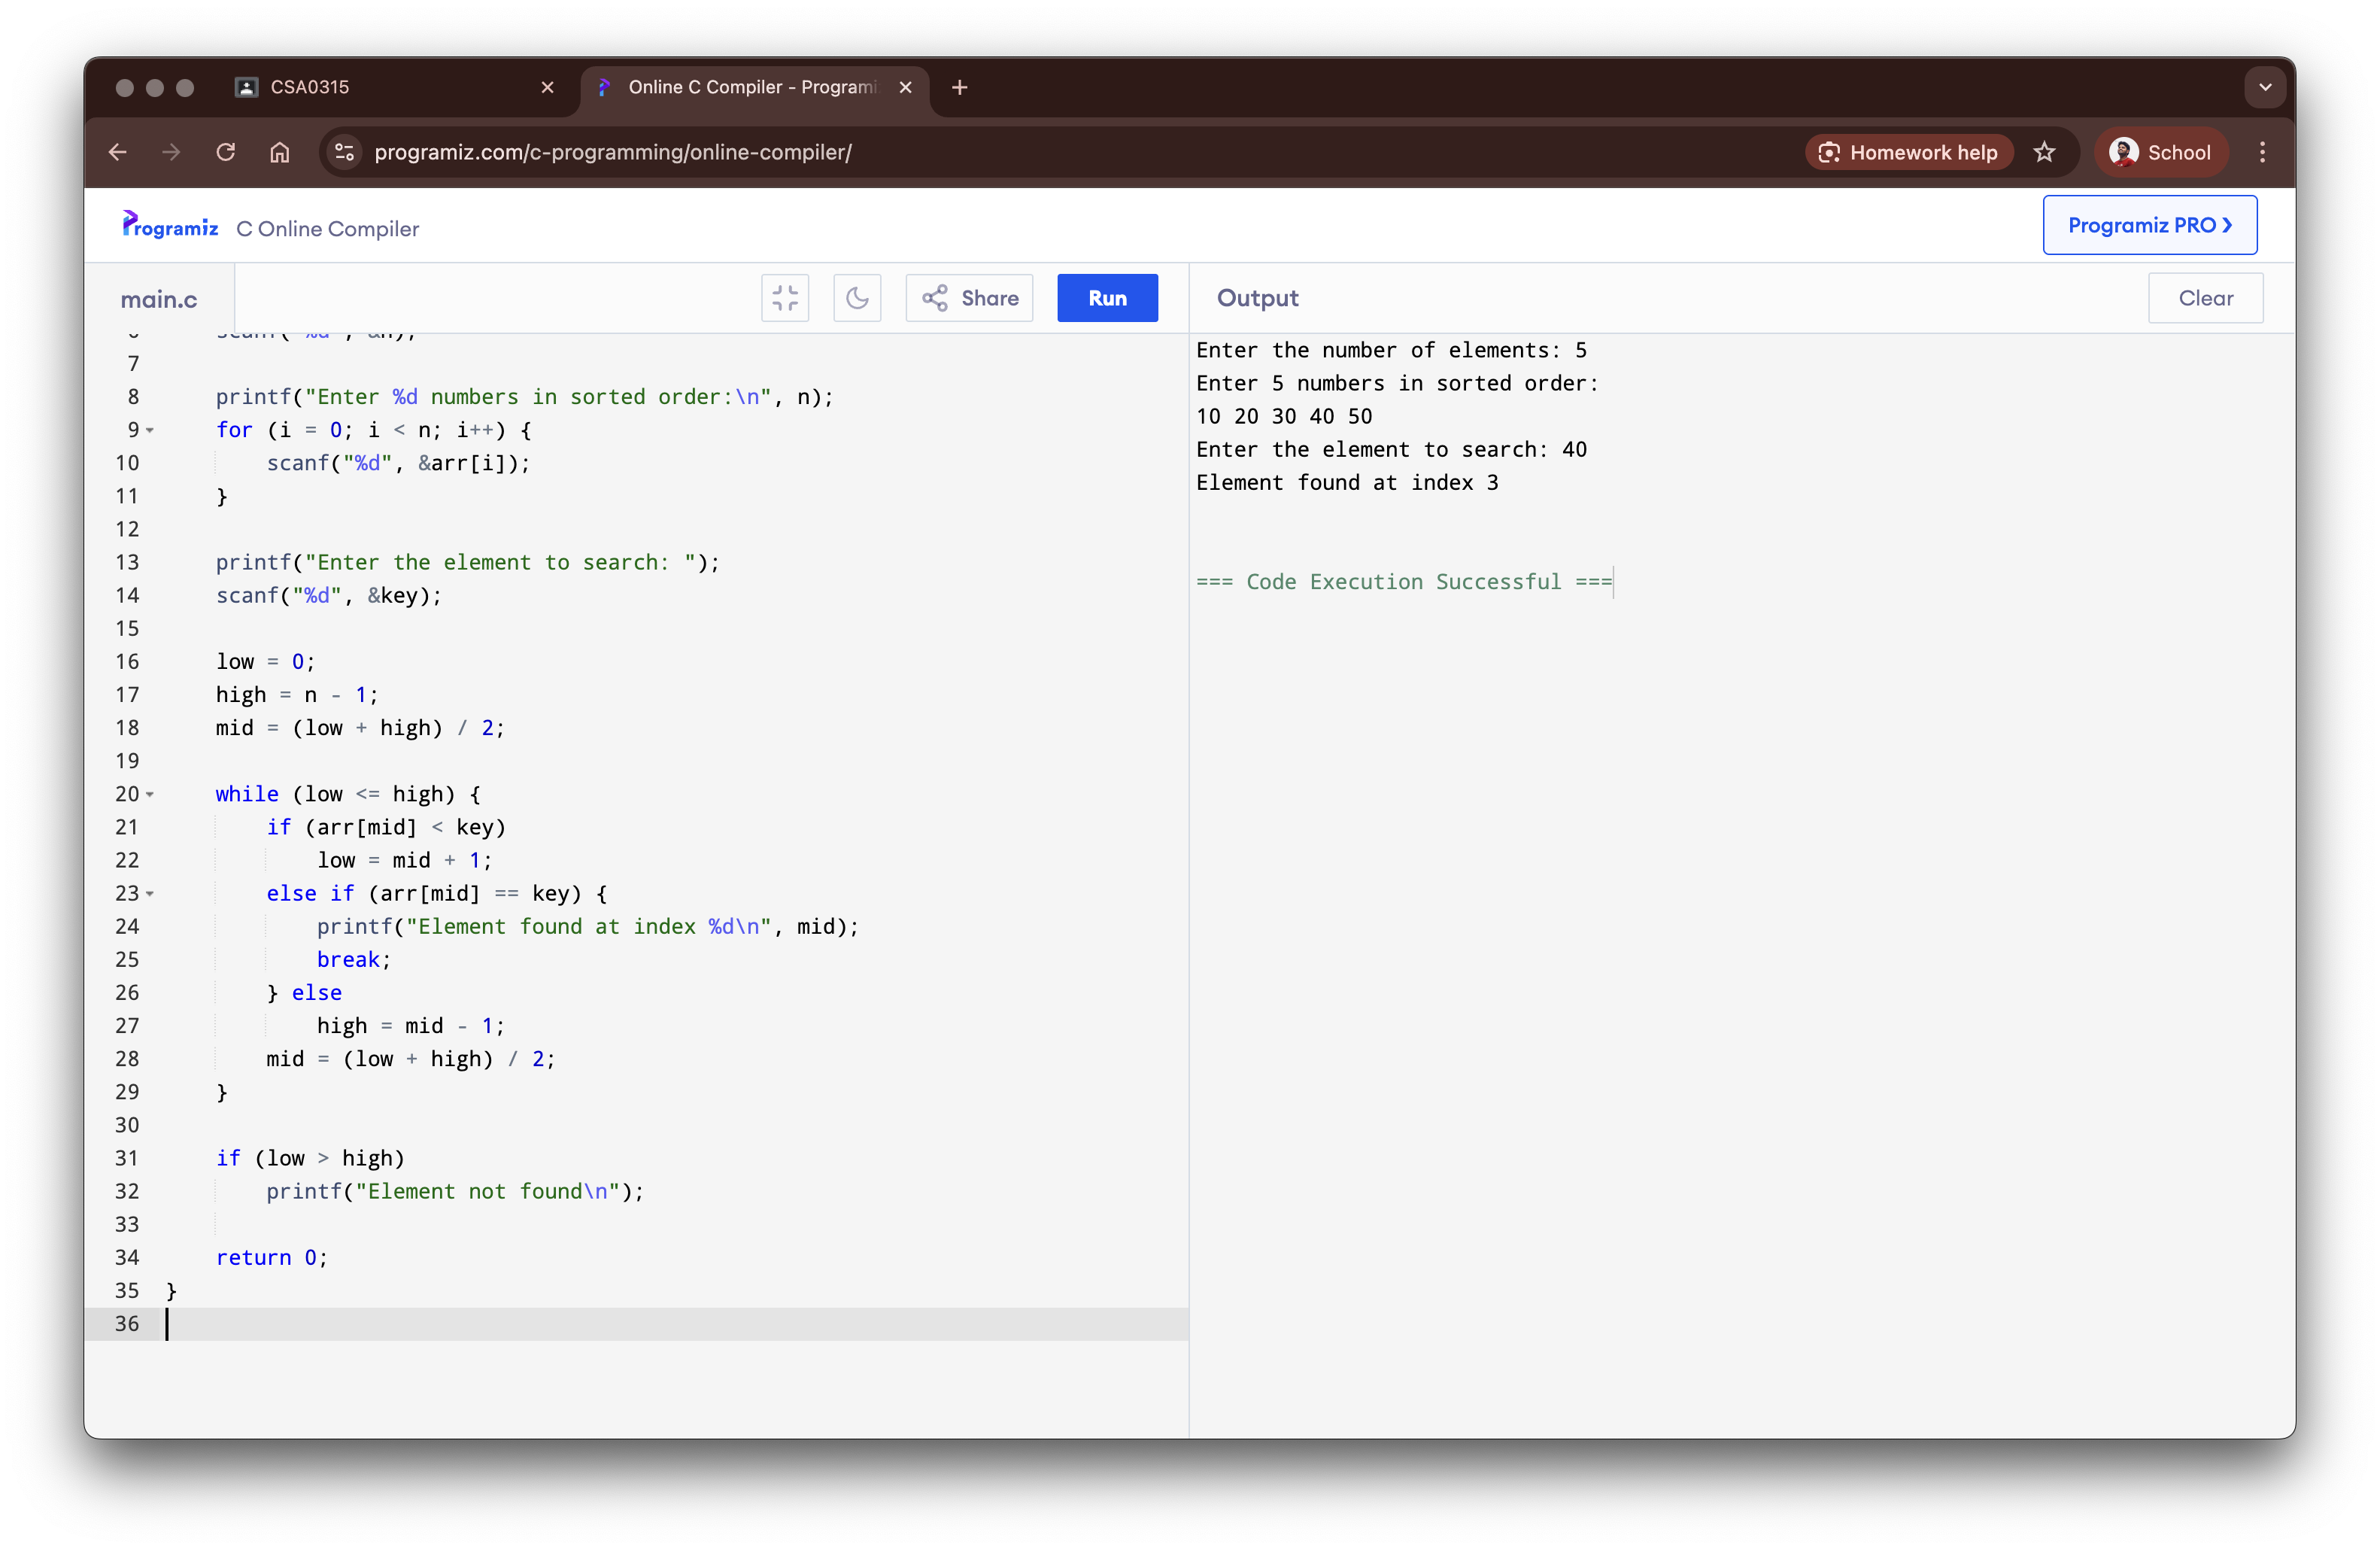 CSA0315
Online C Compiler - Programi
programiz.com/c-programming/online-compiler/
Homework help
School
Programiz C Online Compiler
Programiz PRO
main.c
Share
Run
Output
Clear
6     scanf("%d", &n);
7
8     printf("Enter %d numbers in sorted order:\n", n);
9     for (i = 0; i < n; i++) {
10         scanf("%d", &arr[i]);
11     }
12
13     printf("Enter the element to search: ");
14     scanf("%d", &key);
15
16     low = 0;
17     high = n - 1;
18     mid = (low + high) / 2;
19
20     while (low <= high) {
21         if (arr[mid] < key)
22             low = mid + 1;
23         else if (arr[mid] == key) {
24             printf("Element found at index %d\n", mid);
25             break;
26         } else
27             high = mid - 1;
28         mid = (low + high) / 2;
29     }
30
31     if (low > high)
32         printf("Element not found\n");
33
34     return 0;
35 }
36
Enter the number of elements: 5
Enter 5 numbers in sorted order:
10 20 30 40 50
Enter the element to search: 40
Element found at index 3
=== Code Execution Successful ===